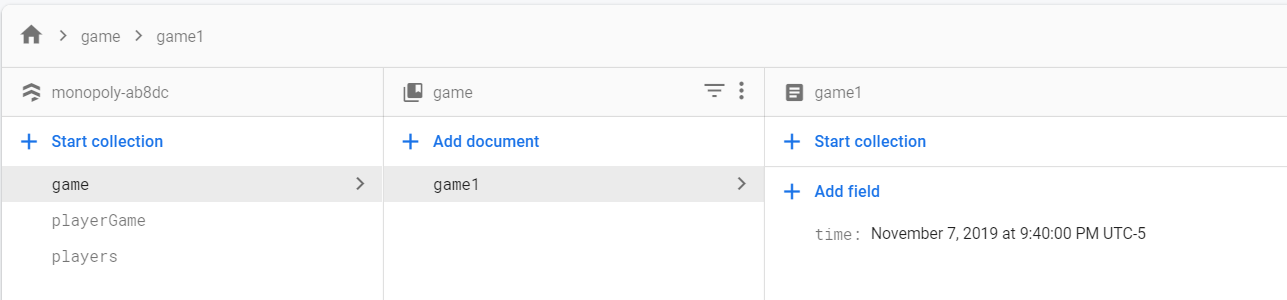 game > game1
monopoly-ab8dc
game
game1
+ Start collection
+ Add document
+ Start collection
game
game1
+ Add field
playerGame
time: November 7, 2019 at 9:40:00 PM UTC-5
players